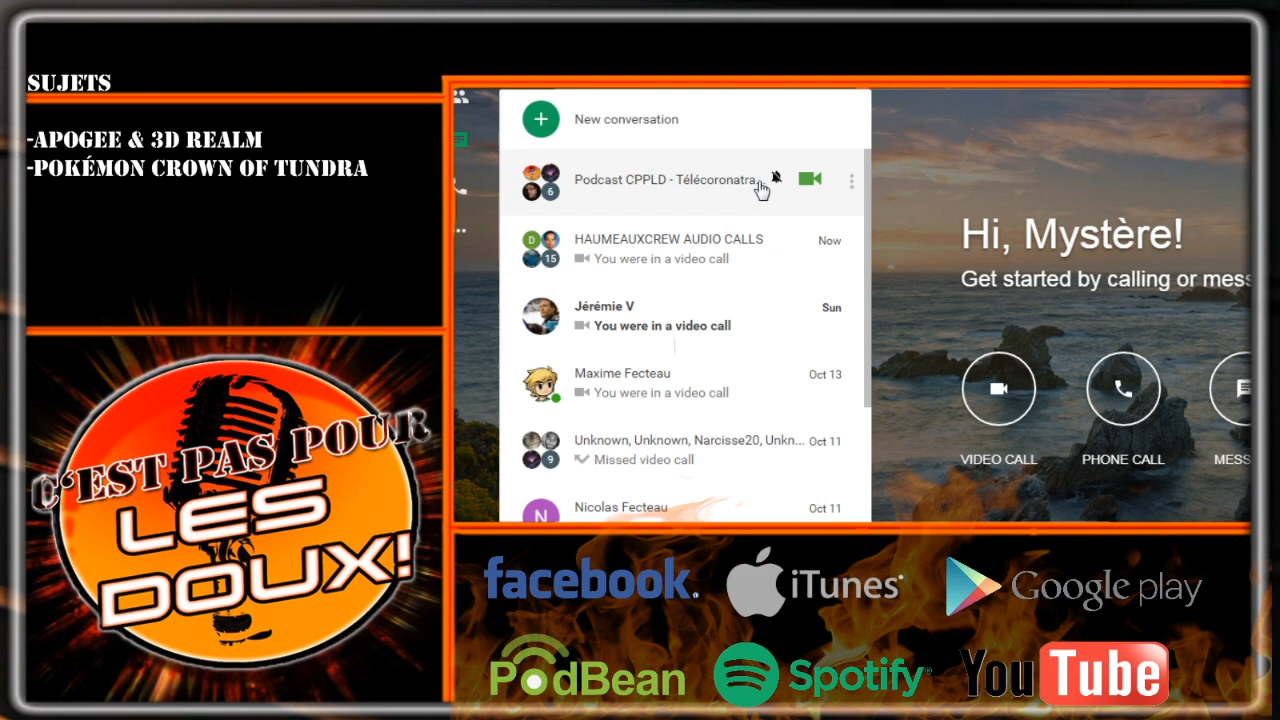 SUJETS
-APOGEE & 3D REALM
-POKÉMON CROWN OF TUNDRA
C'EST PAS POUR
LES
DOUX!
New conversation
6
Podcast CPPLD - Télécoronatra...
D
15
HAUMEAUXCREW AUDIO CALLS
Now
You were in a video call
Jérémie V
Sun
You were in a video call
Maxime Fecteau
Oct 13
You were in a video call
9
Unknown, Unknown, Narcisse20, Unkn...
Oct 11
Missed video call
N
Nicolas Fecteau
Oct 11
Hi, Mystère!
Get started by calling or mess
VIDEO CALL
PHONE CALL
MESS
facebook.
iTunes
Google play
PodBean
Spotify
YouTube